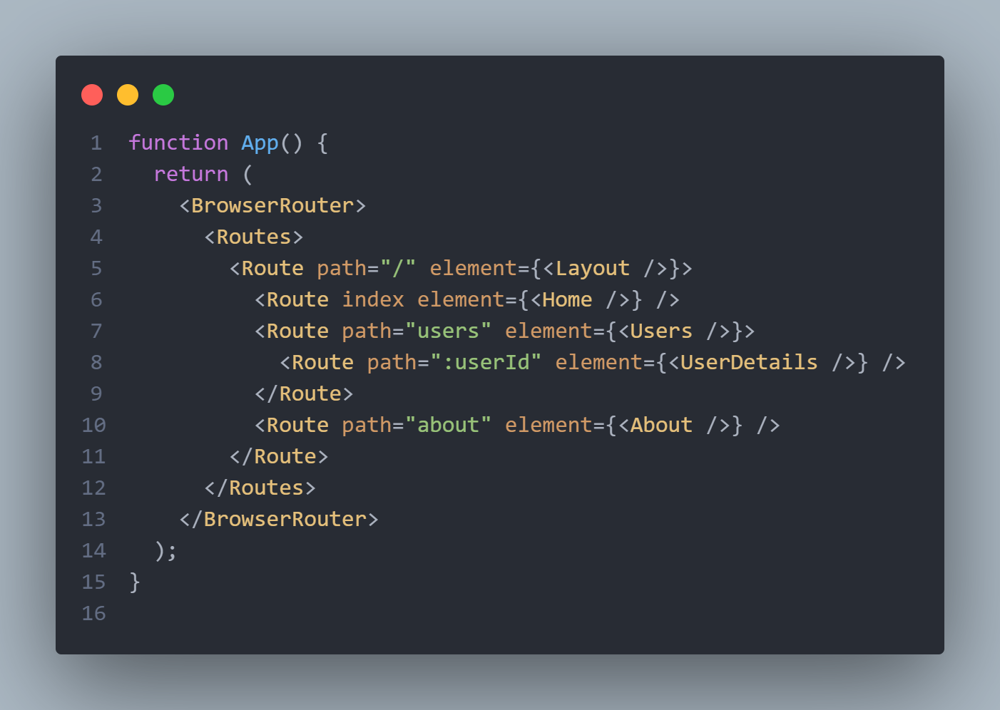 1 function App() {
2   return (
3     <BrowserRouter>
4       <Routes>
5         <Route path="/" element={<Layout />}>
6           <Route index element={<Home />} />
7           <Route path="users" element={<Users />}>
8             <Route path=":userId" element={<UserDetails />} />
9           </Route>
10           <Route path="about" element={<About />} />
11         </Route>
12       </Routes>
13     </BrowserRouter>
14   );
15 }
16